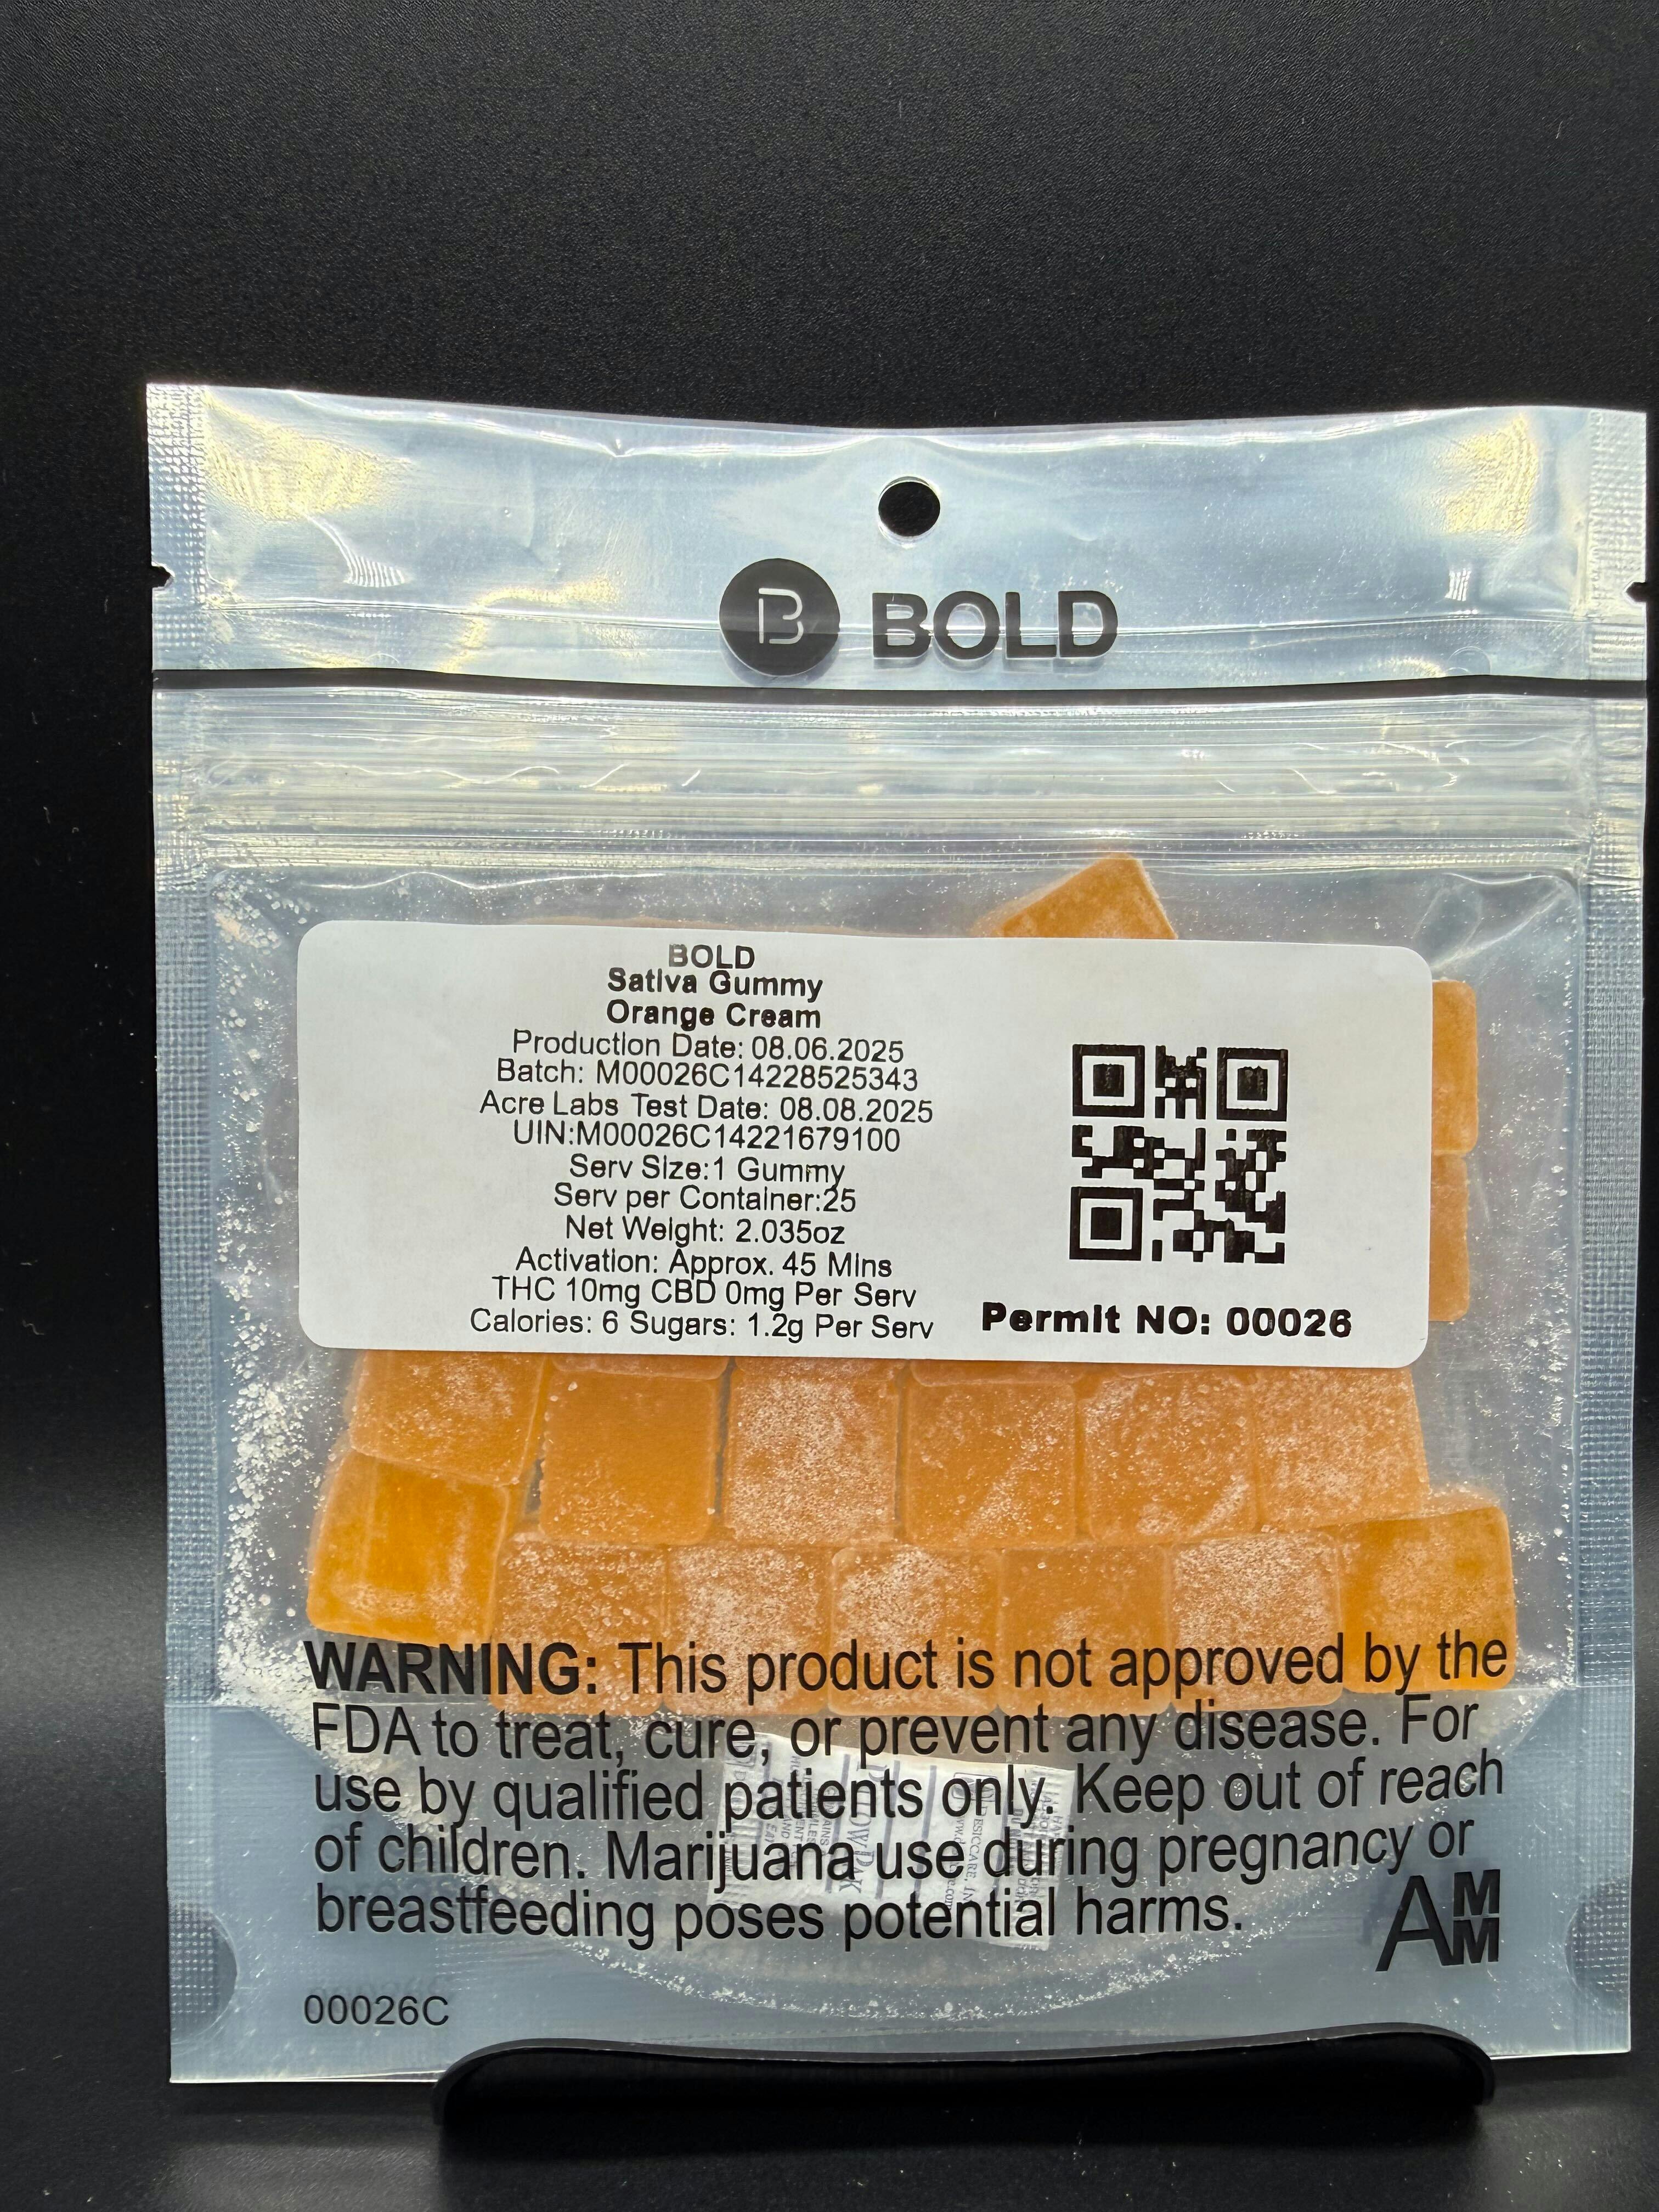 B BOLD
BOLD
Sativa Gummy
Orange Cream
Production Date: 08.06.2025
Batch: M00026C14228525343
Acre Labs Test Date: 08.08.2025
UIN:M00026C14221679100
Serv Size:1 Gummy
Serv per Container:25
Net Weight: 2.035oz
Activation: Approx. 45 Mins
THC 10mg CBD 0mg Per Serv
Calories: 6 Sugars: 1.2g Per Serv
Permit NO: 00026
WARNING: This product is not approved by the
FDA to treat, cure, or prevent any disease. For
use by qualified patients only. Keep out of reach
of children. Marijuana use during pregnancy or
breastfeeding poses potential harms.
AMM
00026C